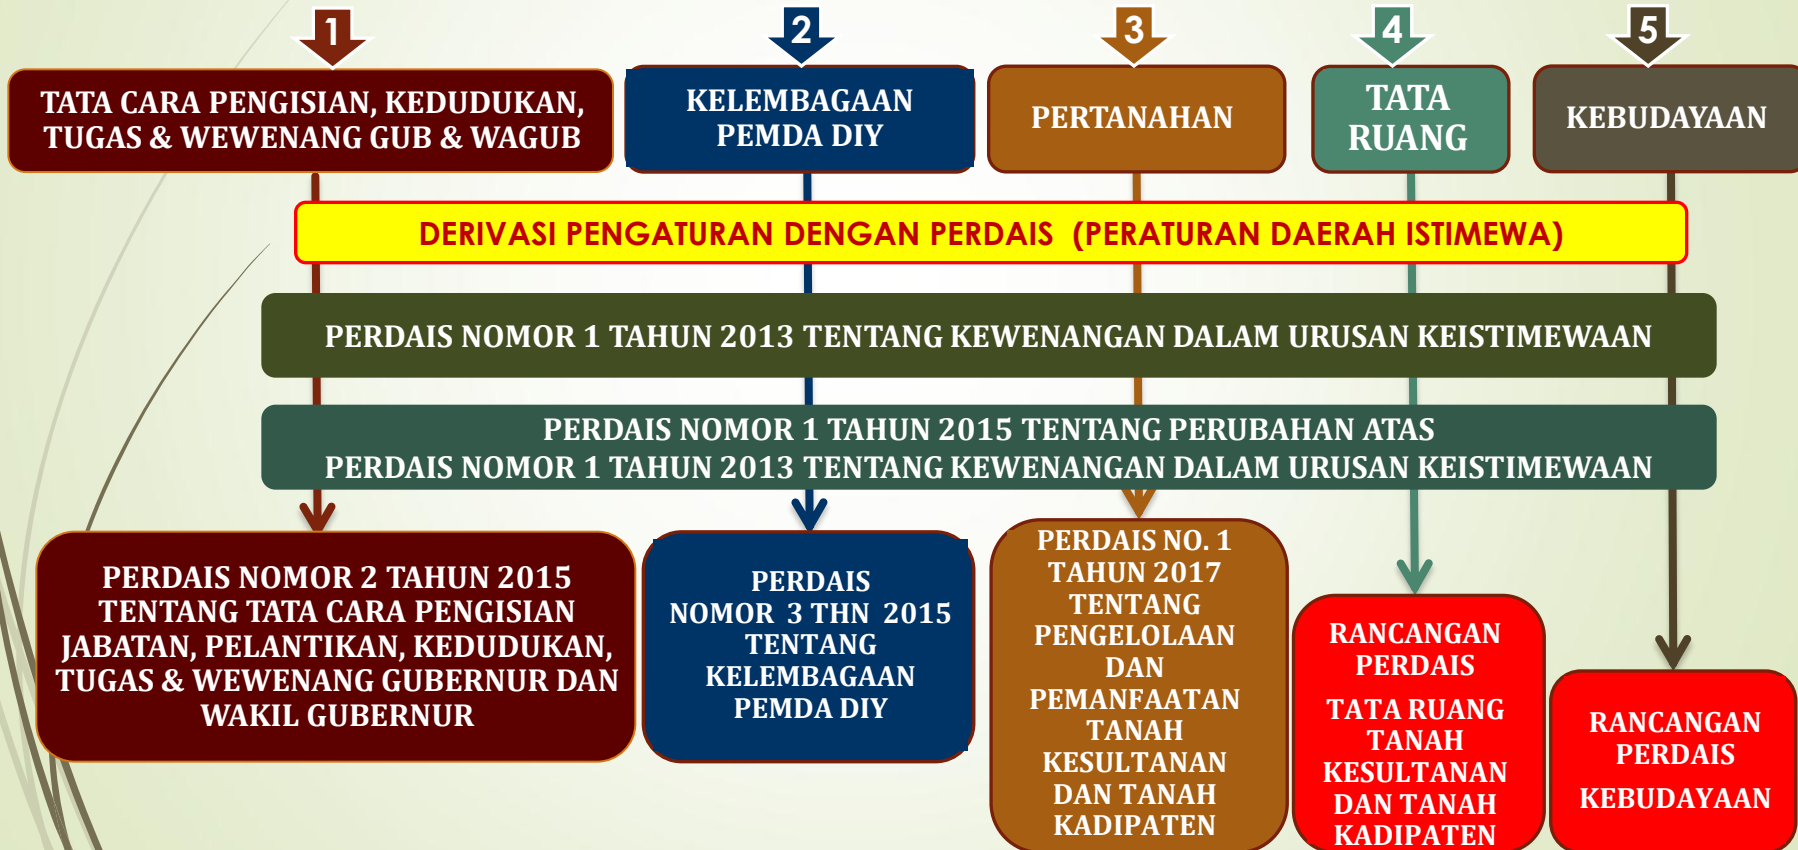 1
2
3
4
5
TATA CARA PENGISIAN, KEDUDUKAN,
TUGAS & WEWENANG GUB & WAGUB
KELEMBAGAAN
PEMDA DIY
PERTANAHAN
TATA
RUANG
KEBUDAYAAN
DERIVASI PENGATURAN DENGAN PERDAIS (PERATURAN DAERAH ISTIMEWA)
PERDAIS NOMOR 1 TAHUN 2013 TENTANG KEWENANGAN DALAM URUSAN KEISTIMEWAAN
PERDAIS NOMOR 1 TAHUN 2015 TENTANG PERUBAHAN ATAS
PERDAIS NOMOR 1 TAHUN 2013 TENTANG KEWENANGAN DALAM URUSAN KEISTIMEWAAN
PERDAIS NOMOR 2 TAHUN 2015
TENTANG TATA CARA PENGISIAN
JABATAN, PELANTIKAN, KEDUDUKAN,
TUGAS & WEWENANG GUBERNUR DAN
WAKIL GUBERNUR
PERDAIS
NOMOR 3 THN 2015
TENTANG
KELEMBAGAAN
PEMDA DIY
PERDAIS NO. 1
TAHUN 2017
TENTANG
PENGELOLAAN
DAN
PEMANFAATAN
TANAH
KESULTANAN
DAN TANAH
KADIPATEN
RANCANGAN
PERDAIS
TATA RUANG
TANAH
KESULTANAN
DAN TANAH
KADIPATEN
RANCANGAN
PERDAIS
KEBUDAYAAN